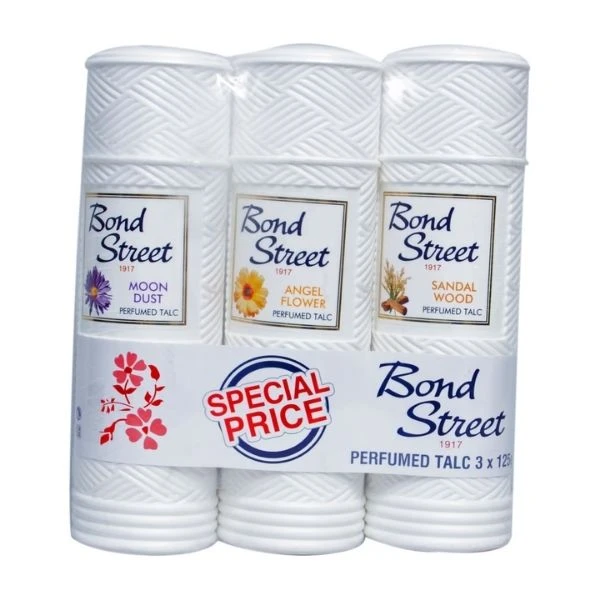 Bond
Street
1917
MOON
DUST
PERFUMED TALC
Bond
Street
1917
ANGEL
FLOWER
PERFUMED TALC
Bond
Street
1917
SANDAL
WOOD
PERFUMED TALC
SPECIAL
PRICE
Bond
Street
1917
PERFUMED TALC 3 x 125